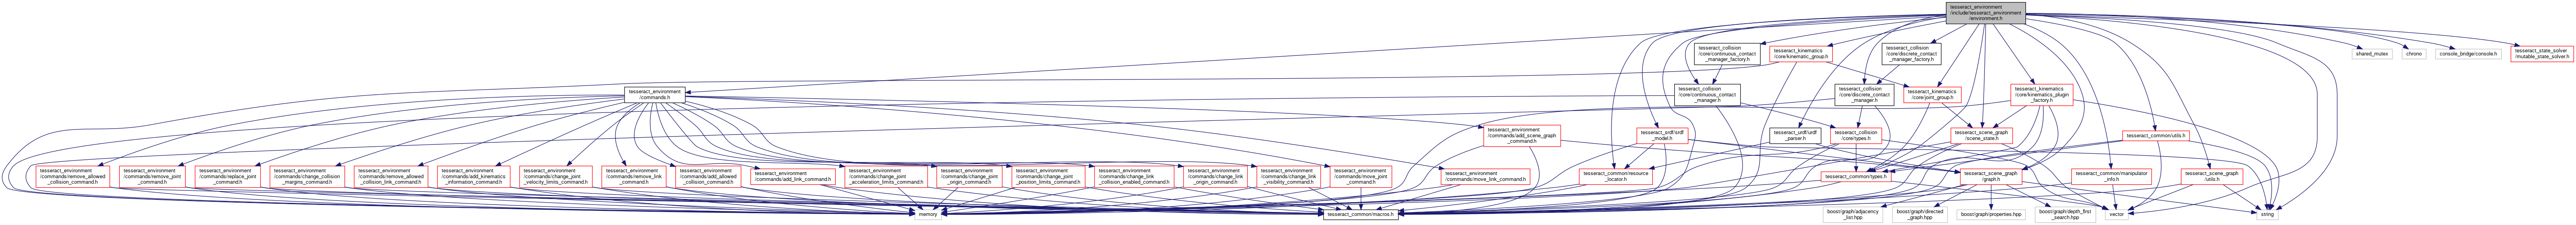 tesseract_environment
/include/tesseract_environment
/environment.h
tesseract_collision
/core/continuous_contact
_manager_factory.h
tesseract_kinematics
/core/kinematic_group.h
tesseract_collision
/core/discrete_contact
_manager_factory.h
shared_mutex
chrono
console_bridge/console.h
tesseract_state_solver
/mutable_state_solver.h
tesseract_environment
/commands.h
tesseract_collision
/core/continuous_contact
_manager.h
tesseract_collision
/core/discrete_contact
_manager.h
tesseract_kinematics
/core/joint_group.h
tesseract_kinematics
/core/kinematics_plugin
_factory.h
tesseract_environment
/commands/add_scene_graph
_command.h
tesseract_srdf/srdf
_model.h
tesseract_urdf/urdf
_parser.h
tesseract_collision
/core/types.h
tesseract_scene_graph
/scene_state.h
tesseract_common/utils.h
tesseract_environment
/commands/remove_allowed
_collision_command.h
tesseract_environment
/commands/remove_joint
_command.h
tesseract_environment
/commands/replace_joint
_command.h
tesseract_environment
/commands/change_collision
_margins_command.h
tesseract_environment
/commands/remove_allowed
_collision_link_command.h
tesseract_environment
/commands/add_kinematics
_information_command.h
tesseract_environment
/commands/change_joint
_velocity_limits_command.h
tesseract_environment
/commands/remove_link
_command.h
tesseract_environment
/commands/add_allowed
_collision_command.h
tesseract_environment
/commands/add_link_command.h
tesseract_environment
/commands/change_joint
_acceleration_limits_command.h
tesseract_environment
/commands/change_joint
_origin_command.h
tesseract_environment
/commands/change_joint
_position_limits_command.h
tesseract_environment
/commands/change_link
_collision_enabled_command.h
tesseract_environment
/commands/change_link
_origin_command.h
tesseract_environment
/commands/change_link
_visibility_command.h
tesseract_environment
/commands/move_joint
_command.h
tesseract_environment
/commands/move_link_command.h
tesseract_common/resource
_locator.h
tesseract_common/types.h
tesseract_scene_graph
/graph.h
tesseract_common/manipulator
_info.h
tesseract_scene_graph
/utils.h
memory
tesseract_common/macros.h
boost/graph/adjacency
_list.hpp
boost/graph/directed
_graph.hpp
boost/graph/properties.hpp
boost/graph/depth_first
_search.hpp
vector
string